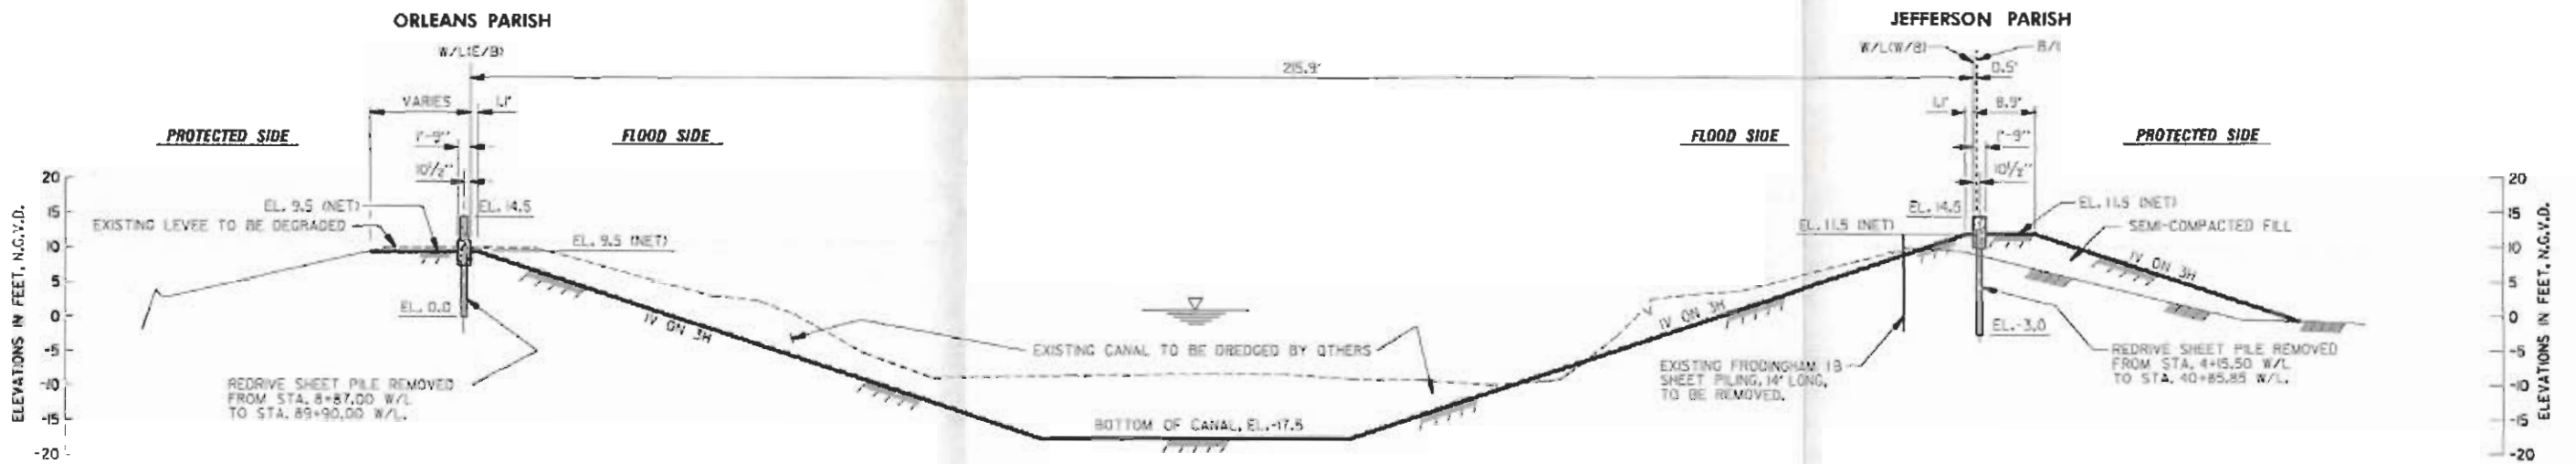 ORLEANS PARISH
JEFFERSON PARISH
W/L(E/B)
W/L(W/B)
B/L
215.9'
0.5'
VARIES
1.1'
1.1'
8.9'
PROTECTED SIDE
FLOOD SIDE
FLOOD SIDE
PROTECTED SIDE
1'-9"
1'-9"
10½"
10½"
20
15
10
5
0
-5
-10
-15
-20
ELEVATIONS IN FEET, N.G.V.D.
EL. 9.5 (NET)
EL. 14.5
EXISTING LEVEE TO BE DEGRADED
EL. 9.5 (NET)
EL. 0.0
1V ON 3H
REDRIVE SHEET PILE REMOVED
FROM STA. 8+87.00 W/L
TO STA. 89+90.00 W/L.
EXISTING CANAL TO BE DREDGED BY OTHERS
BOTTOM OF CANAL, EL.-17.5
1V ON 3H
EL. 11.5 (NET)
EL. 14.5
EL. 11.5 (NET)
SEMI-COMPACTED FILL
1V ON 3H
EL.-3.0
EXISTING FRODINGHAM 1B
SHEET PILING, 14' LONG,
TO BE REMOVED.
REDRIVE SHEET PILE REMOVED
FROM STA. 4+15.50 W/L
TO STA. 40+85.85 W/L.
20
15
10
5
0
-5
-10
-15
-20
ELEVATIONS IN FEET, N.G.V.D.